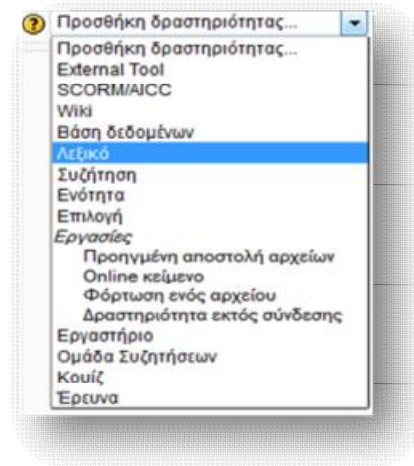 Προσθήκη δραστηριότητας...
Προσθήκη δραστηριότητας...
External Tool
SCORM/AICC
Wiki
Βάση δεδομένων
Λεξικό
Συζήτηση
Ενότητα
Επιλογή
Εργασίες
Προηγμένη αποστολή αρχείων
Online κείμενο
Φόρτωση ενός αρχείου
Δραστηριότητα εκτός σύνδεσης
Εργαστήριο
Ομάδα Συζητήσεων
Κουίζ
Έρευνα